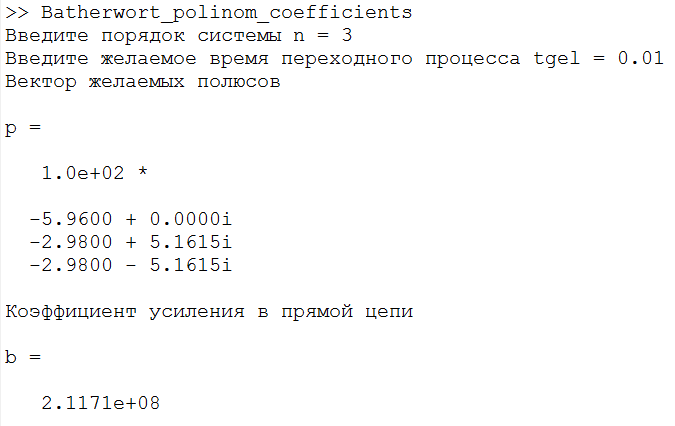 >> Batherwort_polinom_coefficients
Введите порядок системы n = 3
Введите желаемое время переходного процесса tgel = 0.01
Вектор желаемых полюсов
p =
1.0e+02 *
-5.9600 + 0.0000i
-2.9800 + 5.1615i
-2.9800 - 5.1615i
Коэффициент усиления в прямой цепи
b =
2.1171e+08